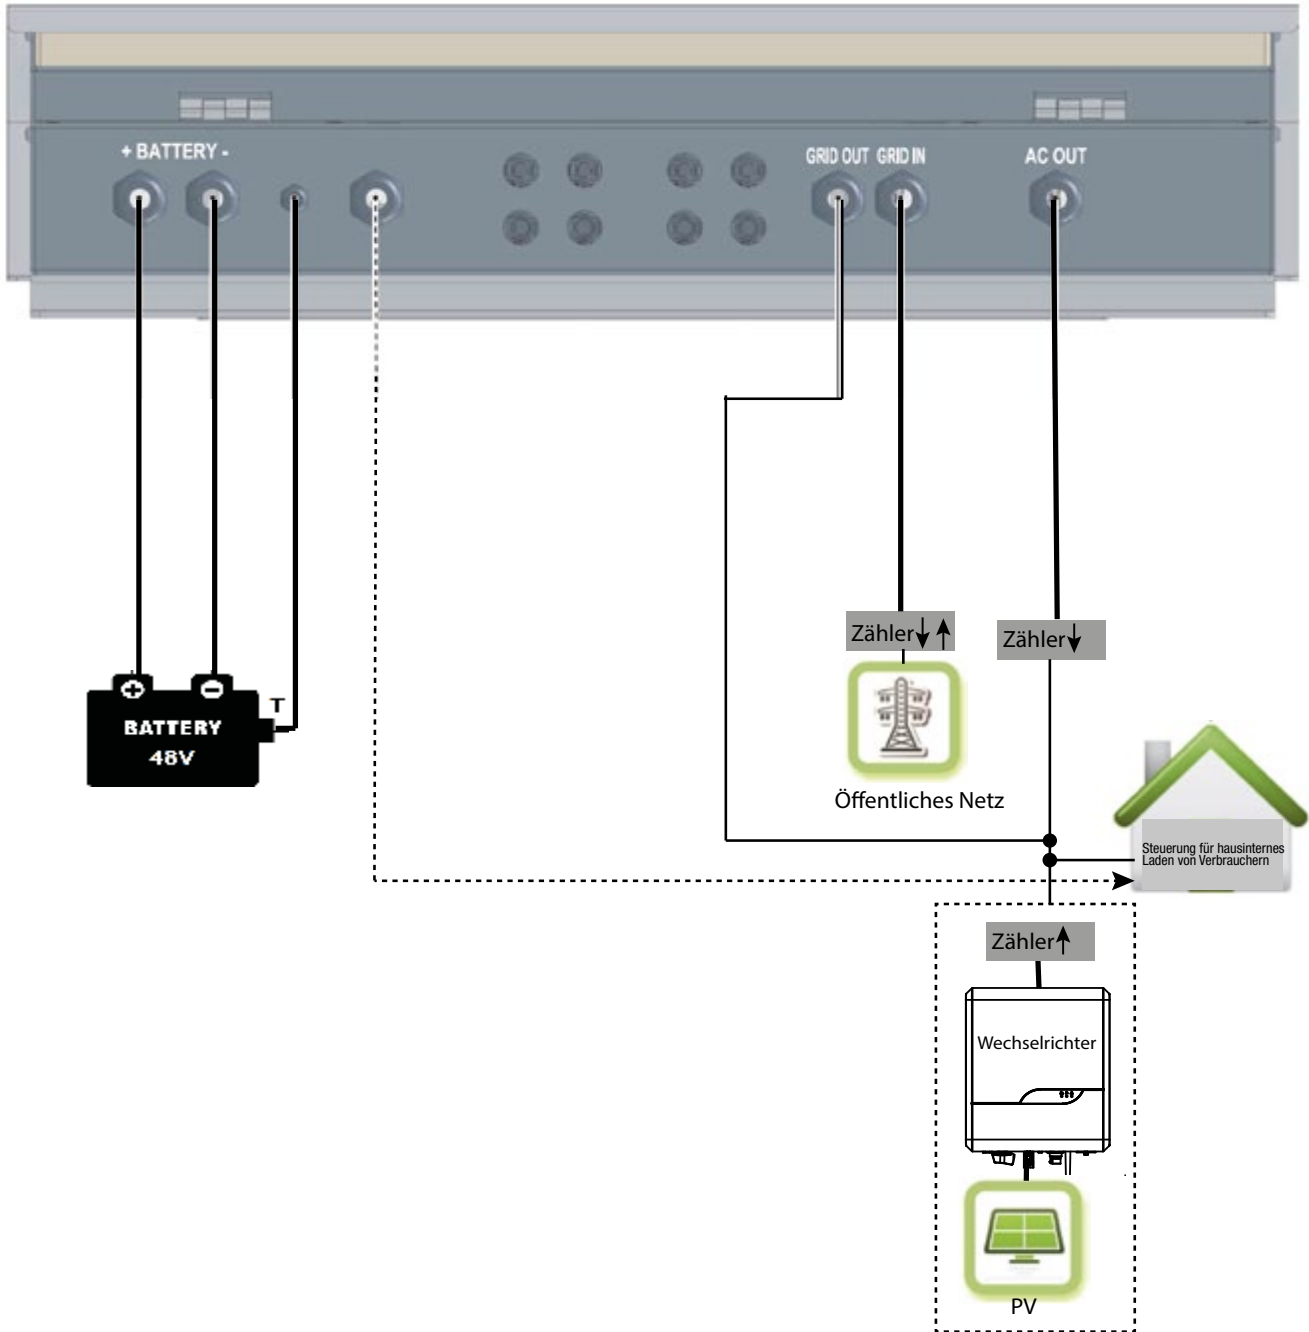 + BATTERY -
GRID OUT GRID IN
AC OUT
Zähler↓↑
Zähler↓
T
BATTERY
48V
Öffentliches Netz
Steuerung für hausinternes
Laden von Verbrauchern
Zähler↑
Wechselrichter
PV